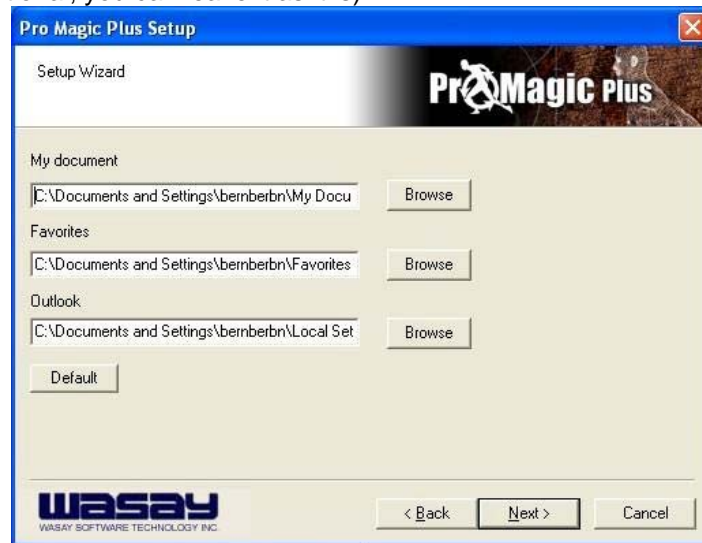 Pro Magic Plus Setup
Setup Wizard
ProMagic Plus
My document
C:\Documents and Settings\bernberbn\My Docu
Browse
Favorites
C:\Documents and Settings\bernberbn\Favorites
Browse
Outlook
C:\Documents and Settings\bernberbn\Local Set
Browse
Default
wasay
WASAY SOFTWARE TECHNOLOGY INC.
< Back
Next >
Cancel